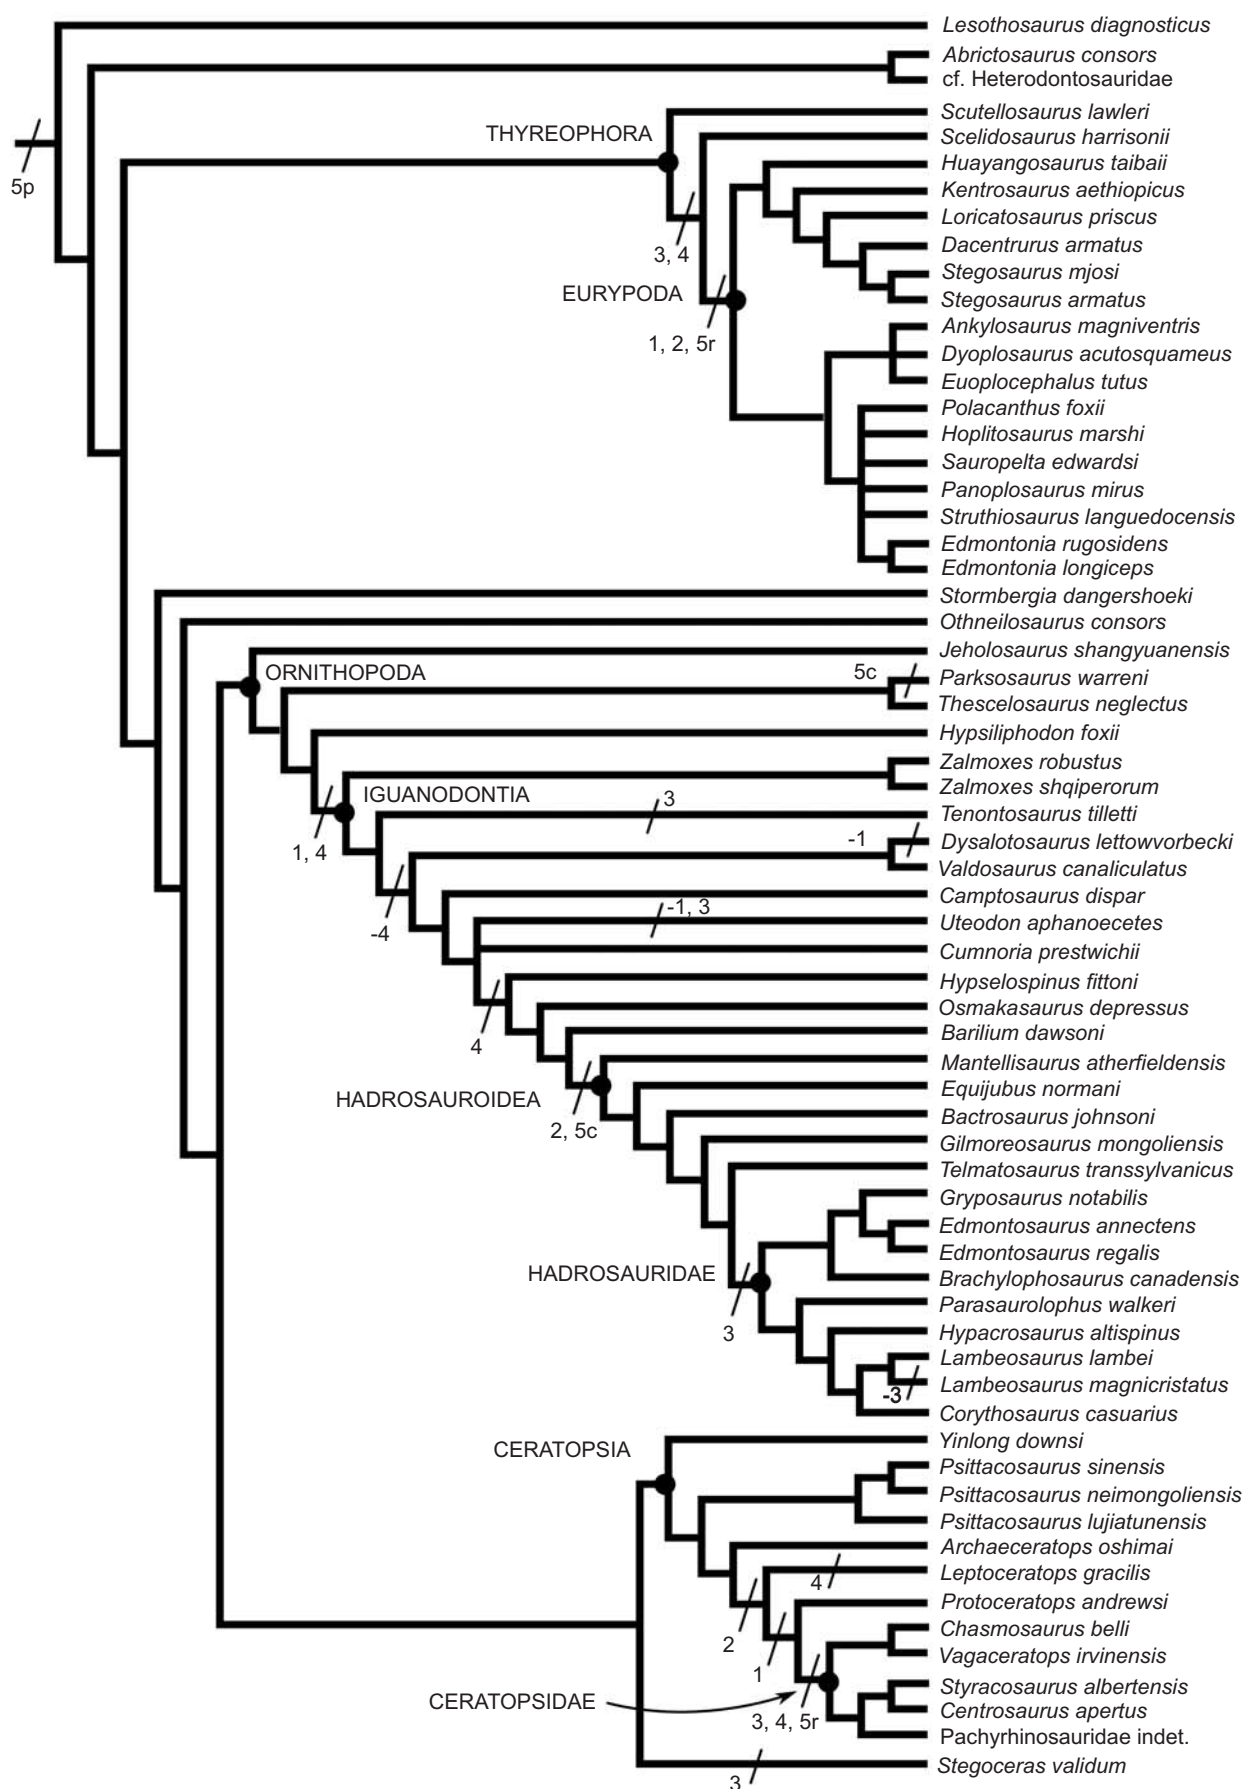 Lesothosaurus diagnosticus
Abrictosaurus consors
cf. Heterodontosauridae
5p
THYREOPHORA
Scutellosaurus lawleri
Scelidosaurus harrisonii
Huayangosaurus taibaii
Kentrosaurus aethiopicus
Loricatosaurus priscus
3, 4
Dacentrurus armatus
Stegosaurus mjosi
EURYPODA
Stegosaurus armatus
Ankylosaurus magniventris
1, 2, 5r
Dyoplosaurus acutosquameus
Euoplocephalus tutus
Polacanthus foxii
Hoplitosaurus marshi
Sauropelta edwardsi
Panoplosaurus mirus
Struthiosaurus languedocensis
Edmontonia rugosidens
Edmontonia longiceps
Stormbergia dangershoeki
Othneilosaurus consors
Jeholosaurus shangyuanensis
ORNITHOPODA
5c
Parksosaurus warreni
Thescelosaurus neglectus
Hypsiliphodon foxii
Zalmoxes robustus
Zalmoxes shqiperorum
IGUANODONTIA
3
Tenontosaurus tilletti
1, 4
-1
Dysalotosaurus lettowvorbecki
Valdosaurus canaliculatus
Camptosaurus dispar
-1, 3
Uteodon aphanoecetes
-4
Cumnoria prestwichii
Hypselospinus fittoni
Osmakasaurus depressus
Barilium dawsoni
4
Mantellisaurus atherfieldensis
Equijubus normani
HADROSAUROIDEA
Bactrosaurus johnsoni
2, 5c
Gilmoreosaurus mongoliensis
Telmatosaurus transsylvanicus
Gryposaurus notabilis
Edmontosaurus annectens
Edmontosaurus regalis
HADROSAURIDAE
Brachylophosaurus canadensis
Parasaurolophus walkeri
3
Hypacrosaurus altispinus
Lambeosaurus lambei
Lambeosaurus magnicristatus
-3
Corythosaurus casuarius
CERATOPSIA
Yinlong downsi
Psittacosaurus sinensis
Psittacosaurus neimongoliensis
Psittacosaurus lujiatunensis
Archaeceratops oshimai
4
Leptoceratops gracilis
Protoceratops andrewsi
Chasmosaurus belli
2
Vagaceratops irvinensis
1
Styracosaurus albertensis
CERATOPSIDAE
Centrosaurus apertus
3, 4, 5r
Pachyrhinosauridae indet.
Stegoceras validum
3